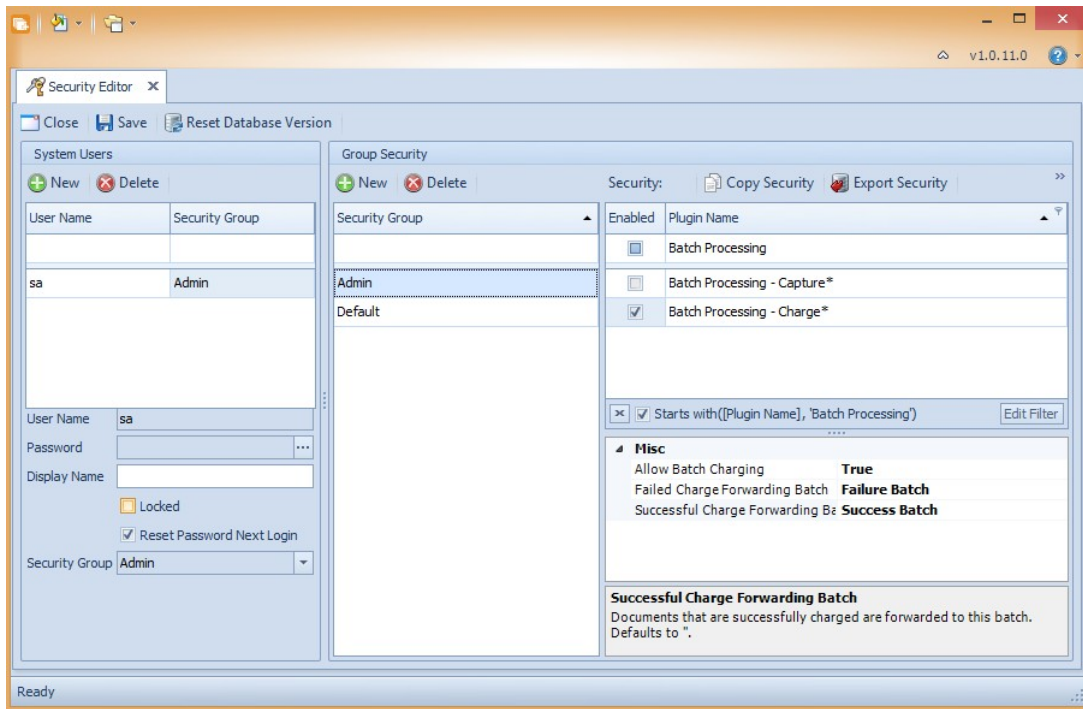 v1.0.11.0
Security Editor
Close Save Reset Database Version
System Users
New Delete
User Name Security Group
sa Admin
User Name sa
Password
Display Name
Locked
Reset Password Next Login
Security Group Admin
Group Security
New Delete
Security Group
Admin
Default
Security: Copy Security Export Security
Enabled Plugin Name
Batch Processing
Batch Processing - Capture*
Batch Processing - Charge*
Starts with([Plugin Name], 'Batch Processing') Edit Filter
Misc
Allow Batch Charging True
Failed Charge Forwarding Batch Failure Batch
Successful Charge Forwarding Ba Success Batch
Successful Charge Forwarding Batch
Documents that are successfully charged are forwarded to this batch.
Defaults to ''.
Ready